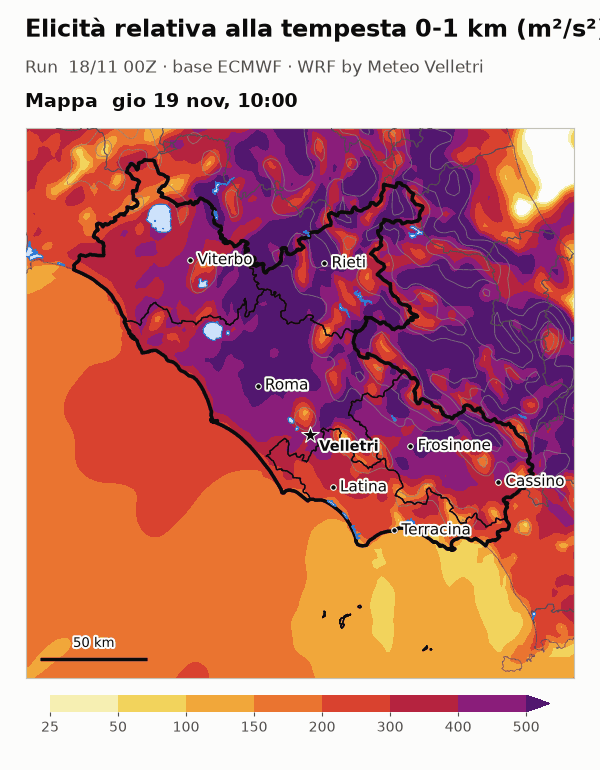 Elicità relativa alla tempesta 0-1 km (m²/s²)
Run 18/11 00Z · base ECMWF · WRF by Meteo Velletri
Mappa gio 19 nov, 10:00
Viterbo
Rieti
Roma
Velletri
Frosinone
Latina
Cassino
Terracina
50 km
25 50 100 150 200 300 400 500